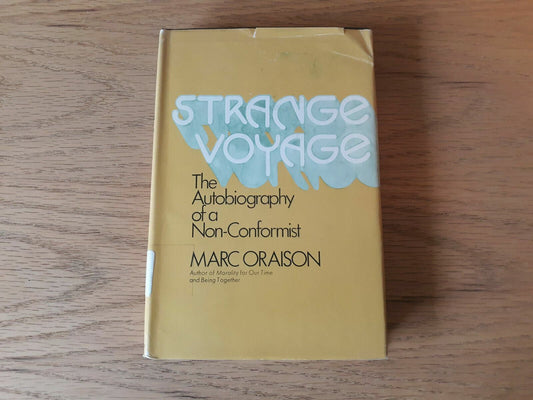 STRANGE
VOYAGE
The
Autobiography
of a
Non-Conformist
MARC ORAISON
Author of Morality for Our Time
and Being Together